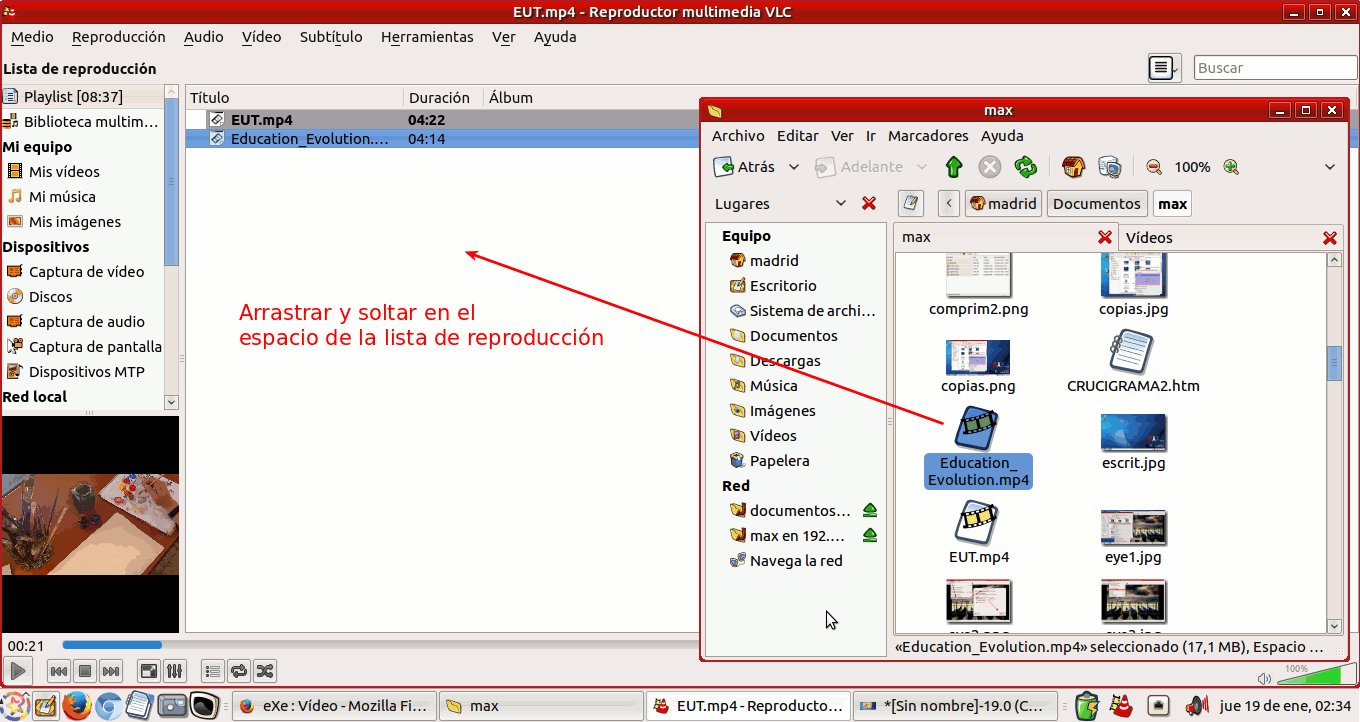 EUT.mp4 - Reproductor multimedia VLC
Medio Reproducción Audio Vídeo Subtítulo Herramientas Ver Ayuda
Lista de reproducción
Buscar
Playlist [08:37]
Biblioteca multim...
Mi equipo
Mis vídeos
Mi música
Mis imágenes
Dispositivos
Captura de vídeo
Discos
Captura de audio
Captura de pantalla
Dispositivos MTP
Red local
Título Duración Álbum
EUT.mp4 04:22
Education_Evolution.... 04:14
Arrastrar y soltar en el
espacio de la lista de reproducción
max
Archivo Editar Ver Ir Marcadores Ayuda
Atrás Adelante 100%
Lugares
madrid Documentos max
Equipo
madrid
Escritorio
Sistema de archi...
Documentos
Descargas
Música
Imágenes
Vídeos
Papelera
Red
documentos...
max en 192....
Navega la red
max Vídeos
comprim2.png copias.jpg
copias.png CRUCIGRAMA2.htm
Education_
Evolution.mp4
escrit.jpg
EUT.mp4 eye1.jpg
«Education_Evolution.mp4» seleccionado (17,1 MB), Espacio ...
00:21
100%
eXe : Vídeo - Mozilla Fi... max EUT.mp4 - Reproducto... *[Sin nombre]-19.0 (C... jue 19 de ene, 02:34